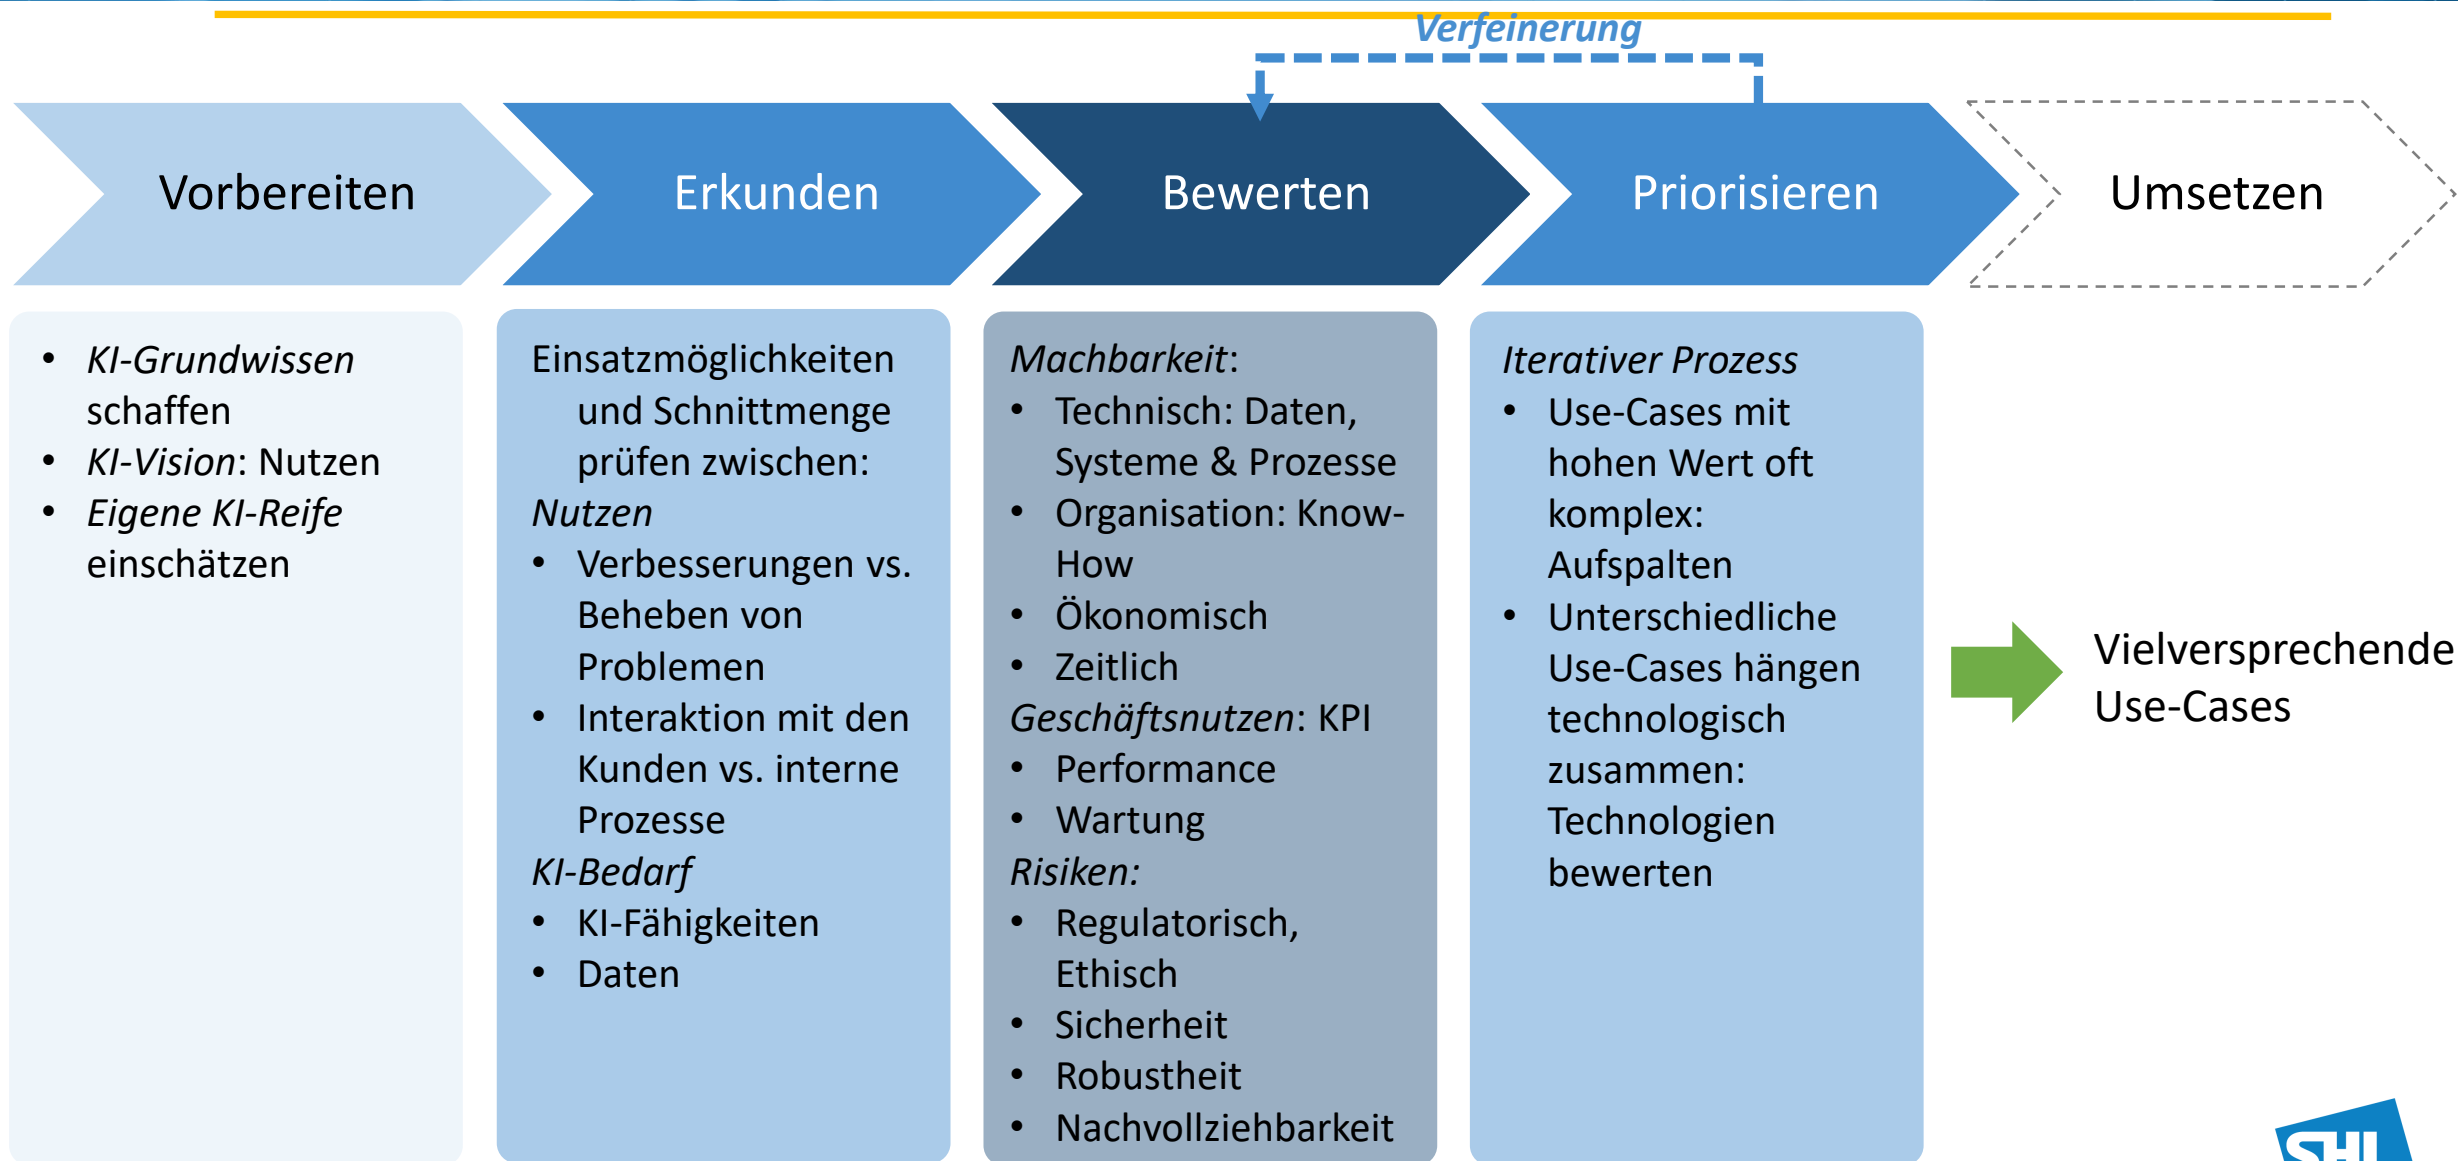 Verfeinerung
Vorbereiten
Erkunden
Bewerten
Priorisieren
Umsetzen
• KI-Grundwissen
schaffen
• KI-Vision: Nutzen
• Eigene KI-Reife
einschätzen
Einsatzmöglichkeiten
und Schnittmenge
prüfen zwischen:
Nutzen
• Verbesserungen vs.
Beheben von
Problemen
• Interaktion mit den
Kunden vs. interne
Prozesse
KI-Bedarf
• KI-Fähigkeiten
• Daten
Machbarkeit:
• Technisch: Daten,
Systeme & Prozesse
• Organisation: Know-
How
• Ökonomisch
• Zeitlich
Geschäftsnutzen: KPI
• Performance
• Wartung
Risiken:
• Regulatorisch,
Ethisch
• Sicherheit
• Robustheit
• Nachvollziehbarkeit
Iterativer Prozess
• Use-Cases mit
hohen Wert oft
komplex:
Aufspalten
• Unterschiedliche
Use-Cases hängen
technologisch
zusammen:
Technologien
bewerten
Vielversprechende
Use-Cases